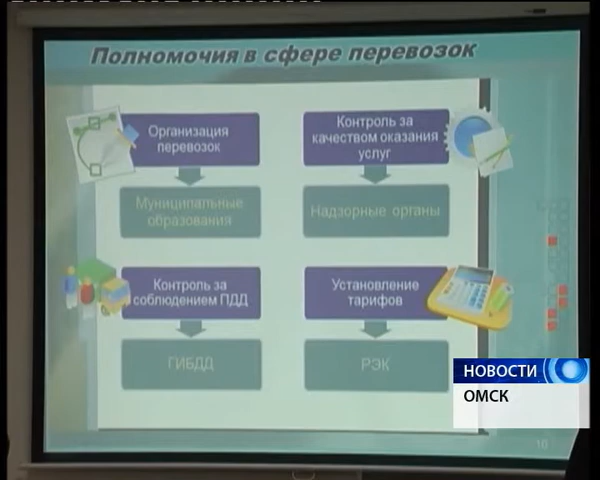 Полномочия в сфере перевозок
Организация
перевозок
Муниципальные
образования
Контроль за
качеством оказания
услуг
Надзорные органы
Контроль за
соблюдением ПДД
ГИБДД
Установление
тарифов
РЭК
НОВОСТИ
ОМСК
16